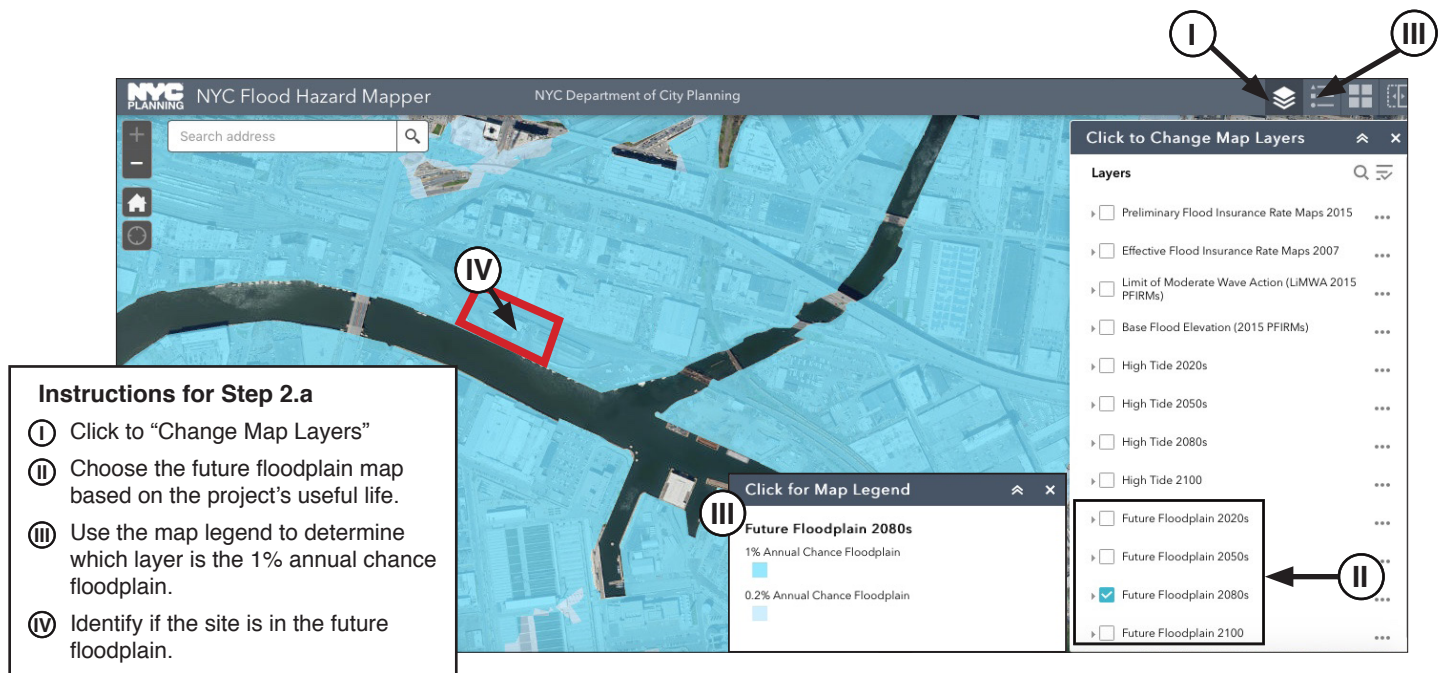 I
III
NYC
PLANNING
NYC Flood Hazard Mapper
NYC Department of City Planning
Search address
Click to Change Map Layers
Layers
Preliminary Flood Insurance Rate Maps 2015
Effective Flood Insurance Rate Maps 2007
Limit of Moderate Wave Action (LiMWA 2015
PFIRMs)
Base Flood Elevation (2015 PFIRMs)
High Tide 2020s
High Tide 2050s
High Tide 2080s
High Tide 2100
Future Floodplain 2020s
Future Floodplain 2050s
Future Floodplain 2080s
Future Floodplain 2100
II
IV
Instructions for Step 2.a
I Click to “Change Map Layers”
II Choose the future floodplain map
based on the project’s useful life.
III Use the map legend to determine
which layer is the 1% annual chance
floodplain.
IV Identify if the site is in the future
floodplain.
Click for Map Legend
III
Future Floodplain 2080s
1% Annual Chance Floodplain
0.2% Annual Chance Floodplain